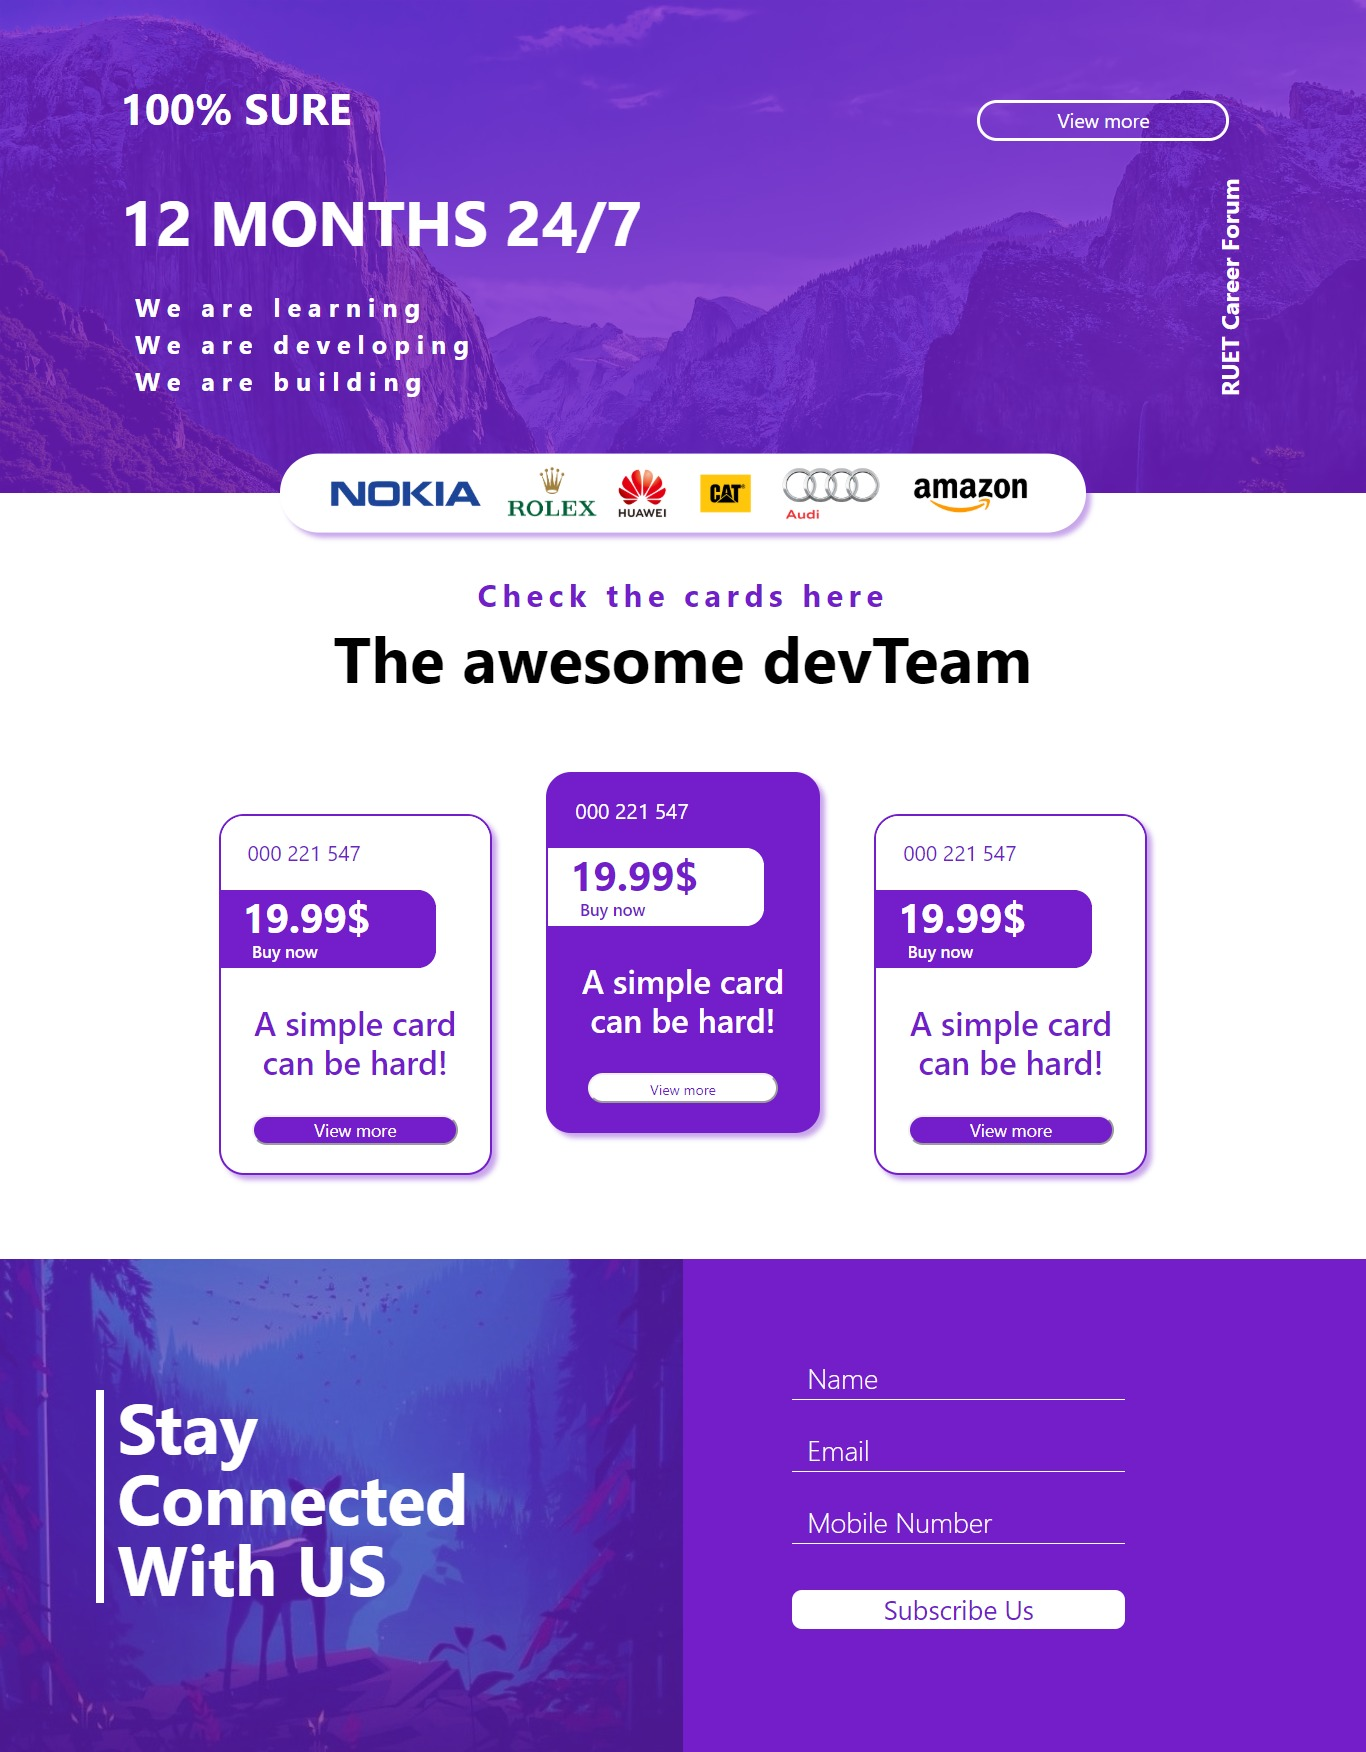 100% SURE
View more
12 MONTHS 24/7
RUET Career Forum
We are learning
We are developing
We are building
NOKIA
ROLEX
HUAWEI
CAT
Audi
amazon
Check the cards here
The awesome devTeam
000 221 547
19.99$
Buy now
A simple card
can be hard!
View more
000 221 547
19.99$
Buy now
A simple card
can be hard!
View more
000 221 547
19.99$
Buy now
A simple card
can be hard!
View more
Stay
Connected
With US
Name
Email
Mobile Number
Subscribe Us